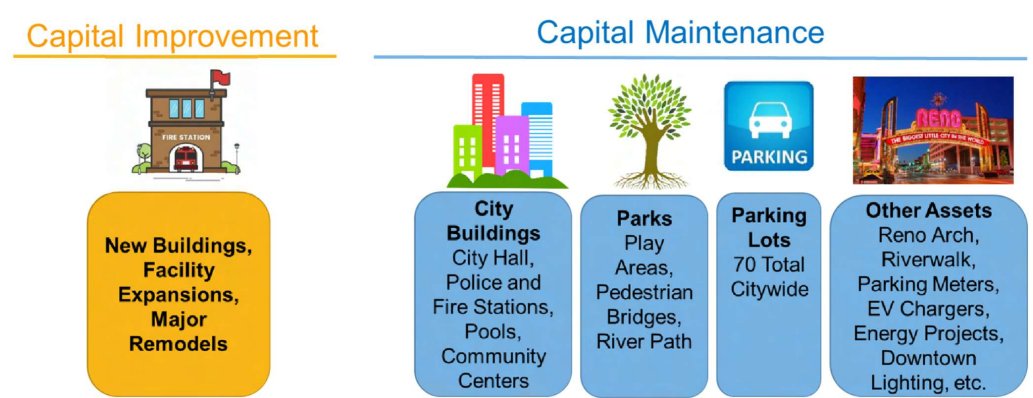 Capital Improvement
Capital Maintenance
FIRE STATION
PARKING
RENO
THE BIGGEST LITTLE CITY IN THE WORLD
New Buildings,
Facility
Expansions,
Major
Remodels
City
Buildings
City Hall,
Police and
Fire Stations,
Pools,
Community
Centers
Parks
Play
Areas,
Pedestrian
Bridges,
River Path
Parking
Lots
70 Total
Citywide
Other Assets
Reno Arch,
Riverwalk,
Parking Meters,
EV Chargers,
Energy Projects,
Downtown
Lighting, etc.